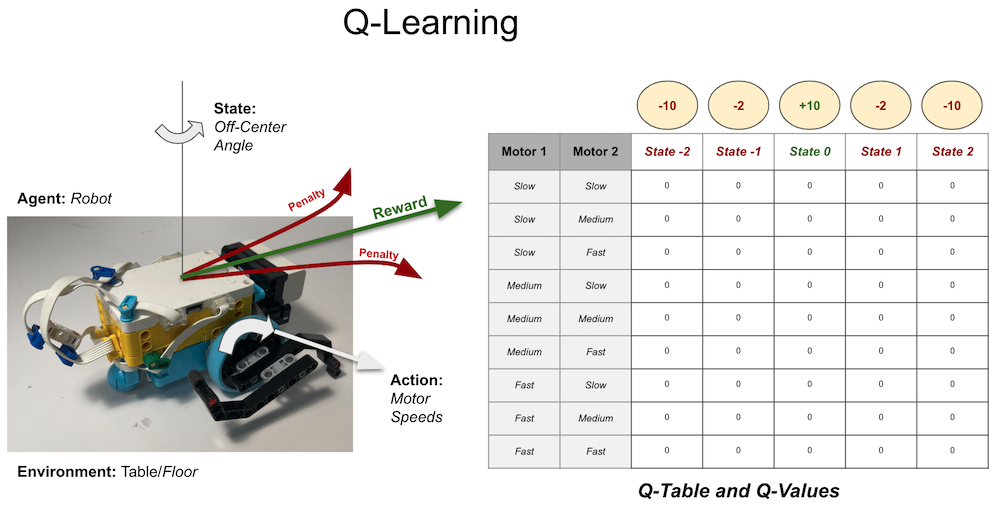 Q-Learning
State:
Off-Center
Angle
Agent: Robot
Penalty
Reward
Penalty
Action:
Motor
Speeds
Environment: Table/Floor
-10 -2 +10 -2 -10
Motor 1 Motor 2 State -2 State -1 State 0 State 1 State 2
Slow Slow 0 0 0 0 0
Slow Medium 0 0 0 0 0
Slow Fast 0 0 0 0 0
Medium Slow 0 0 0 0 0
Medium Medium 0 0 0 0 0
Medium Fast 0 0 0 0 0
Fast Slow 0 0 0 0 0
Fast Medium 0 0 0 0 0
Fast Fast 0 0 0 0 0
Q-Table and Q-Values